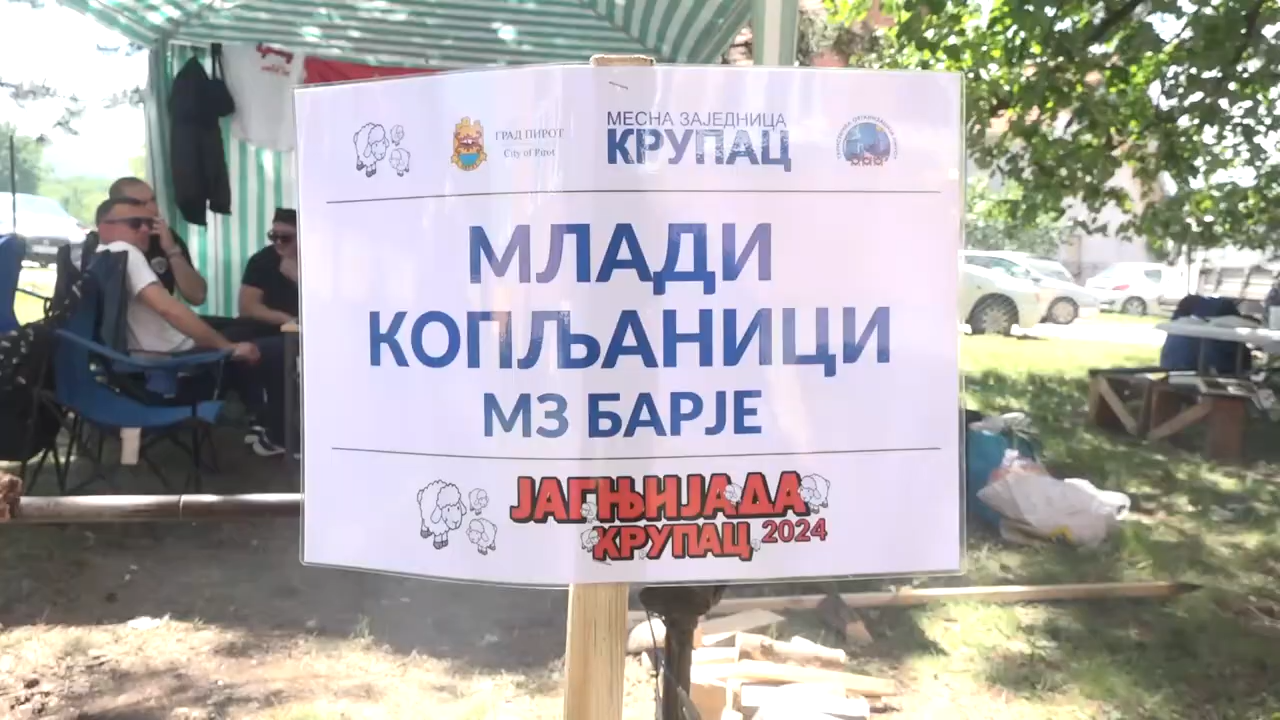 ГРАД ПИРОТ
City of Pirot
МЕСНА ЗАЈЕДНИЦА
КРУПАЦ
МЛАДИ
КОПЉАНИЦИ
МЗ БАРЈЕ
ЈАГЊИЈАДА
КРУПАЦ 2024